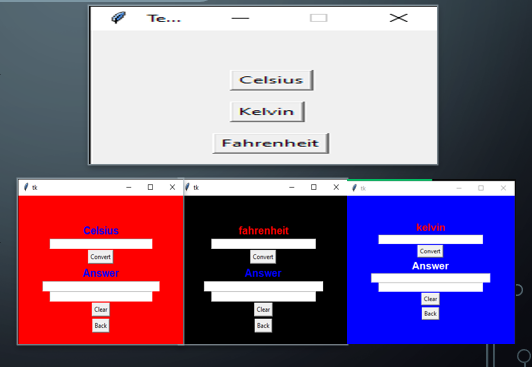 Te...
Celsius
Kelvin
Fahrenheit
tk
Celsius
Convert
Answer
Clear
Back
tk
fahrenheit
Convert
Answer
Clear
Back
tk
kelvin
Convert
Answer
Clear
Back